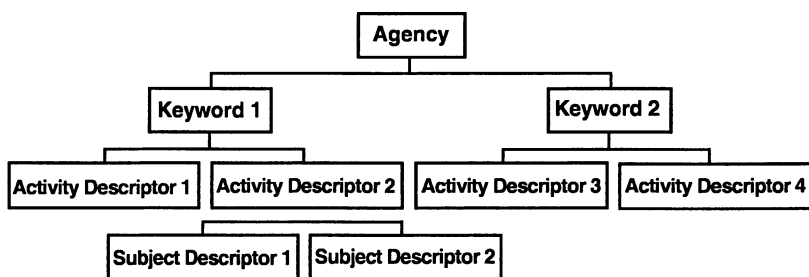 Agency
Keyword 1
Keyword 2
Activity Descriptor 1
Activity Descriptor 2
Activity Descriptor 3
Activity Descriptor 4
Subject Descriptor 1
Subject Descriptor 2